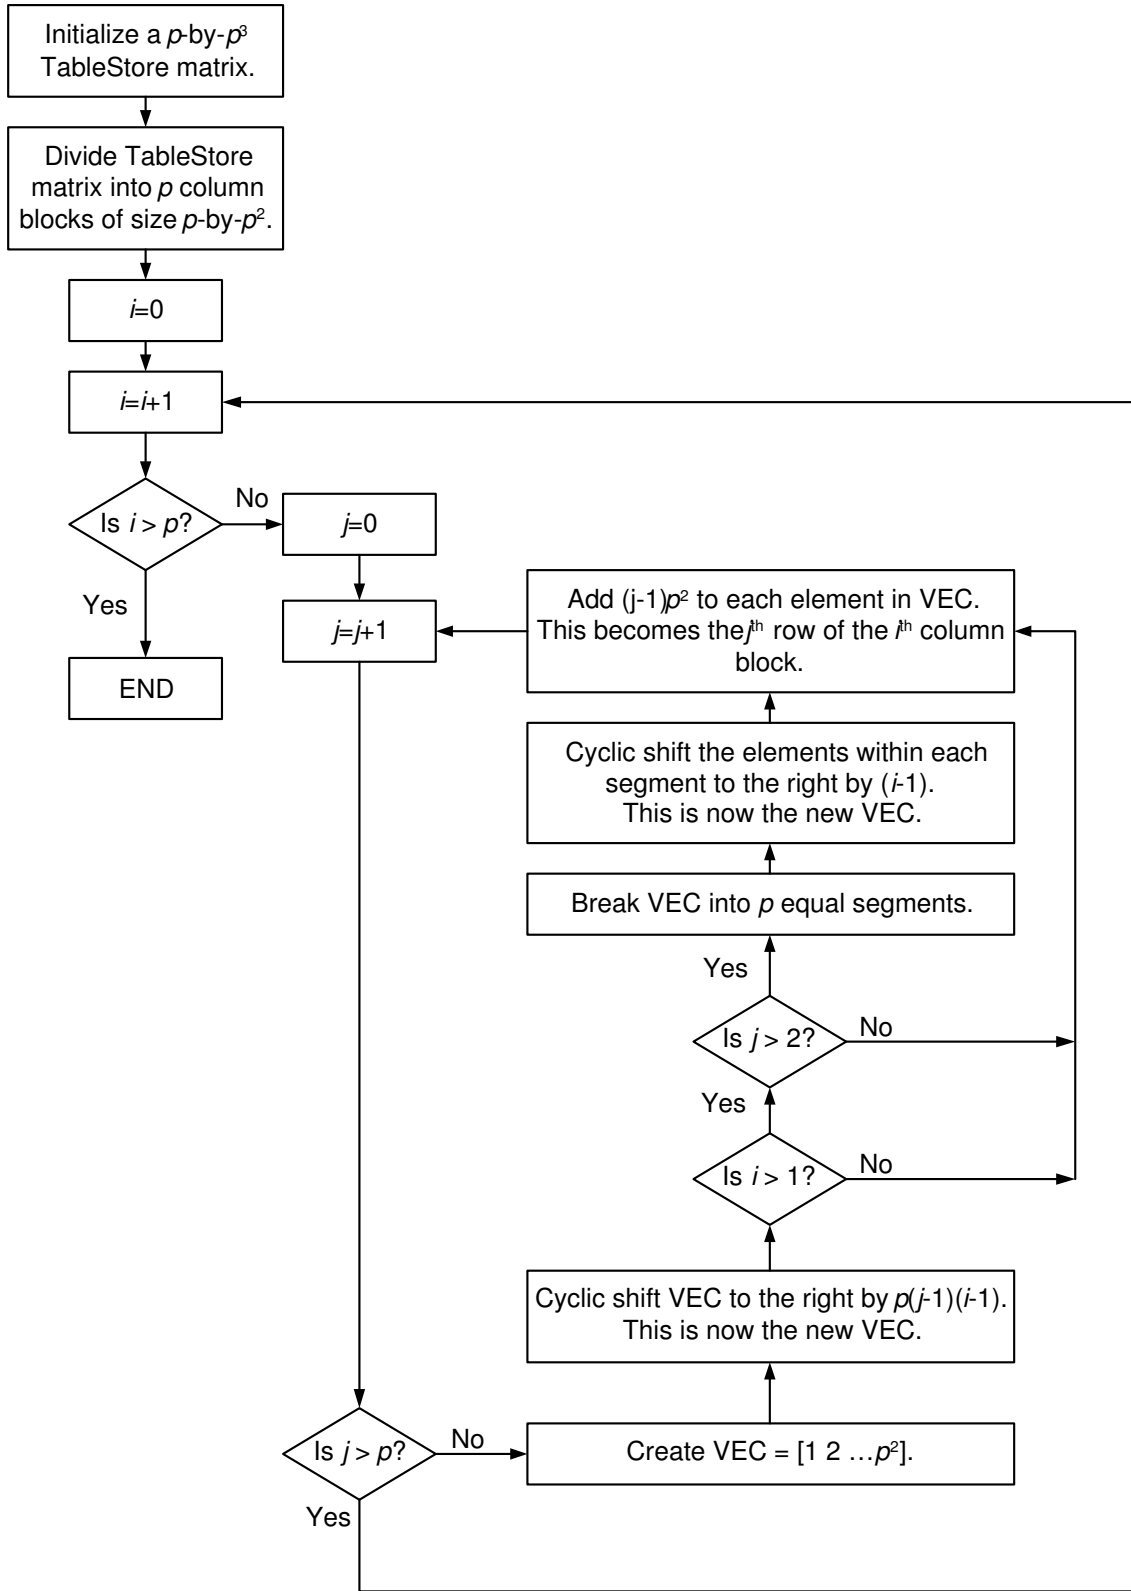 Initialize a p-by-p³
TableStore matrix.
Divide TableStore
matrix into p column
blocks of size p-by-p².
i=0
i=i+1
Is i > p?
No
Yes
END
j=0
j=j+1
Add (j-1)p² to each element in VEC.
This becomes the jth row of the ith column
block.
Cyclic shift the elements within each
segment to the right by (i-1).
This is now the new VEC.
Break VEC into p equal segments.
Yes
Is j > 2?
No
Yes
Is i > 1?
No
Cyclic shift VEC to the right by p(j-1)(i-1).
This is now the new VEC.
Is j > p?
No
Create VEC = [1 2 …p²].
Yes